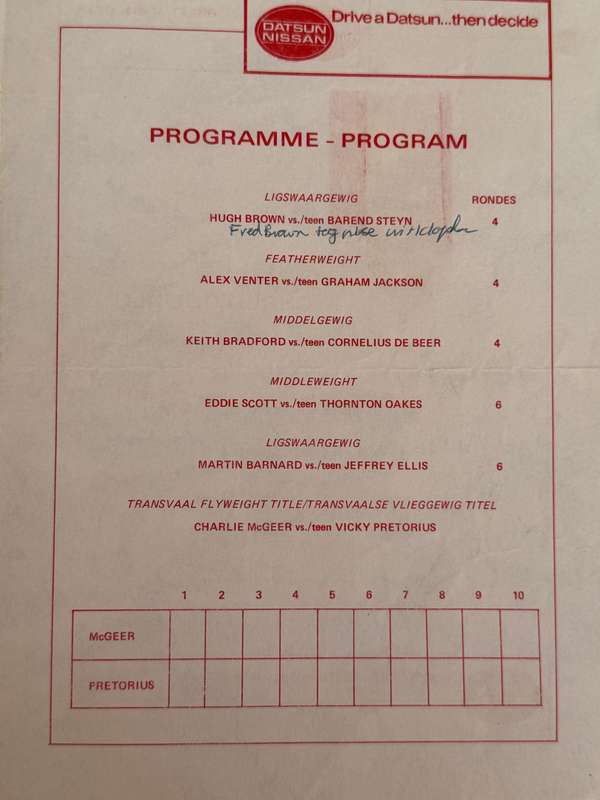 DATSUN
NISSAN
Drive a Datsun...then decide
PROGRAMME - PROGRAM
LIGSWAARGEWIG
RONDES
HUGH BROWN vs./teen BAREND STEYN 4
Fred Brown
FEATHERWEIGHT
ALEX VENTER vs./teen GRAHAM JACKSON 4
MIDDELGEWIG
KEITH BRADFORD vs./teen CORNELIUS DE BEER 4
MIDDLEWEIGHT
EDDIE SCOTT vs./teen THORNTON OAKES 6
LIGSWAARGEWIG
MARTIN BARNARD vs./teen JEFFREY ELLIS 6
TRANSVAAL FLYWEIGHT TITLE/TRANSVAALSE VLIEGGEWIG TITEL
CHARLIE McGEER vs./teen VICKY PRETORIUS
1 2 3 4 5 6 7 8 9 10
McGEER
PRETORIUS